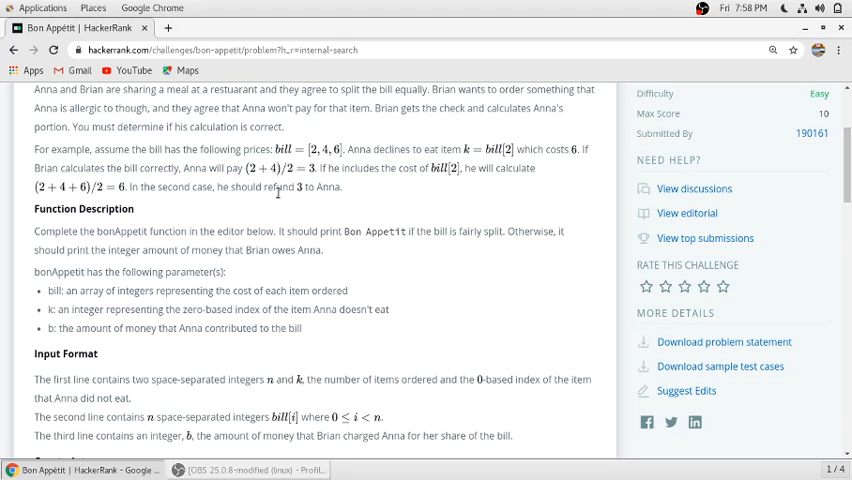 Applications Places Google Chrome Fri, 7:58 PM
Bon Appétit | HackerRank
hackerrank.com/challenges/bon-appetit/problem?h_r=internal-search
Apps Gmail YouTube Maps
Anna and Brian are sharing a meal at a restuarant and they agree to split the bill equally. Brian wants to order something that
Anna is allergic to though, and they agree that Anna won't pay for that item. Brian gets the check and calculates Anna's
portion. You must determine if his calculation is correct.
For example, assume the bill has the following prices: bill = [2, 4, 6]. Anna declines to eat item k = bill[2] which costs 6. If
Brian calculates the bill correctly, Anna will pay (2 + 4)/2 = 3. If he includes the cost of bill[2], he will calculate
(2 + 4 + 6)/2 = 6. In the second case, he should refund 3 to Anna.
Function Description
Complete the bonAppetit function in the editor below. It should print Bon Appetit if the bill is fairly split. Otherwise, it
should print the integer amount of money that Brian owes Anna.
bonAppetit has the following parameter(s):
• bill: an array of integers representing the cost of each item ordered
• k: an integer representing the zero-based index of the item Anna doesn't eat
• b: the amount of money that Anna contributed to the bill
Input Format
The first line contains two space-separated integers n and k, the number of items ordered and the 0-based index of the item
that Anna did not eat.
The second line contains n space-separated integers bill[i] where 0 ≤ i < n.
The third line contains an integer, b, the amount of money that Brian charged Anna for her share of the bill.
Difficulty Easy
Max Score 10
Submitted By 190161
NEED HELP?
View discussions
View editorial
View top submissions
RATE THIS CHALLENGE
MORE DETAILS
Download problem statement
Download sample test cases
Suggest Edits
Bon Appétit | HackerRank - Google ... [OBS 25.0.8-modified (linux) - Profil... 1 / 4